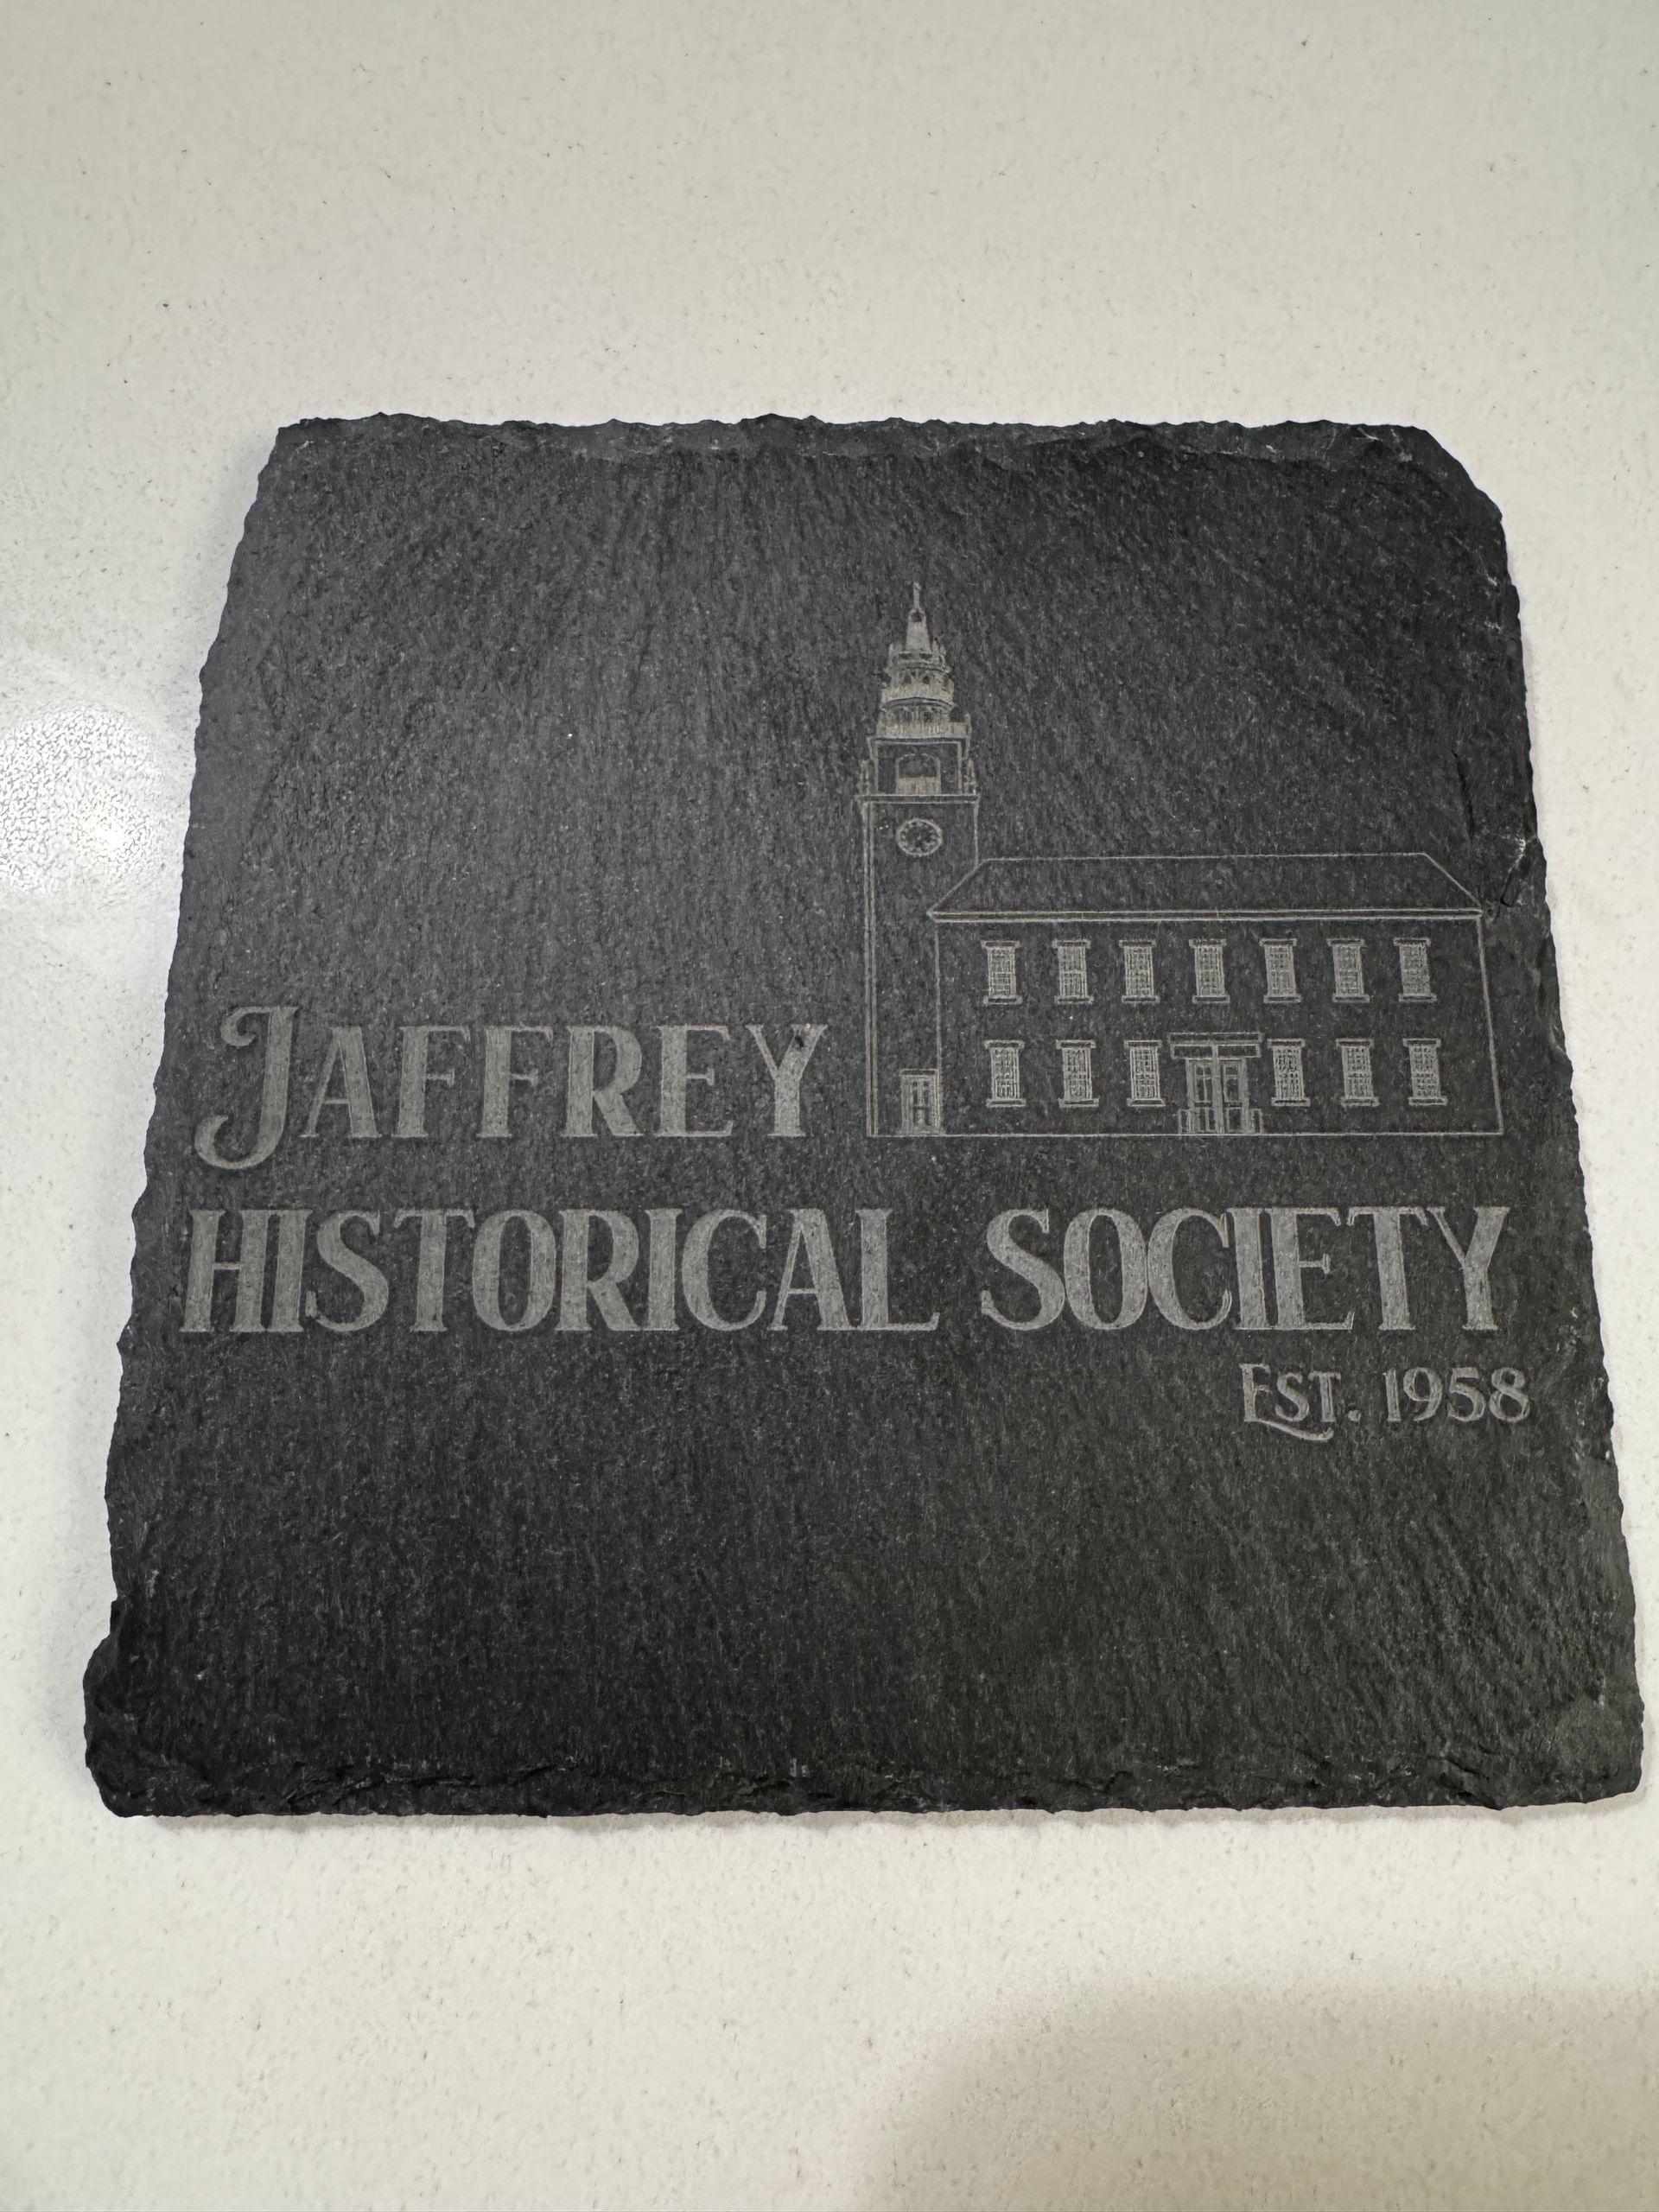 JAFFREY
HISTORICAL SOCIETY
EST. 1958